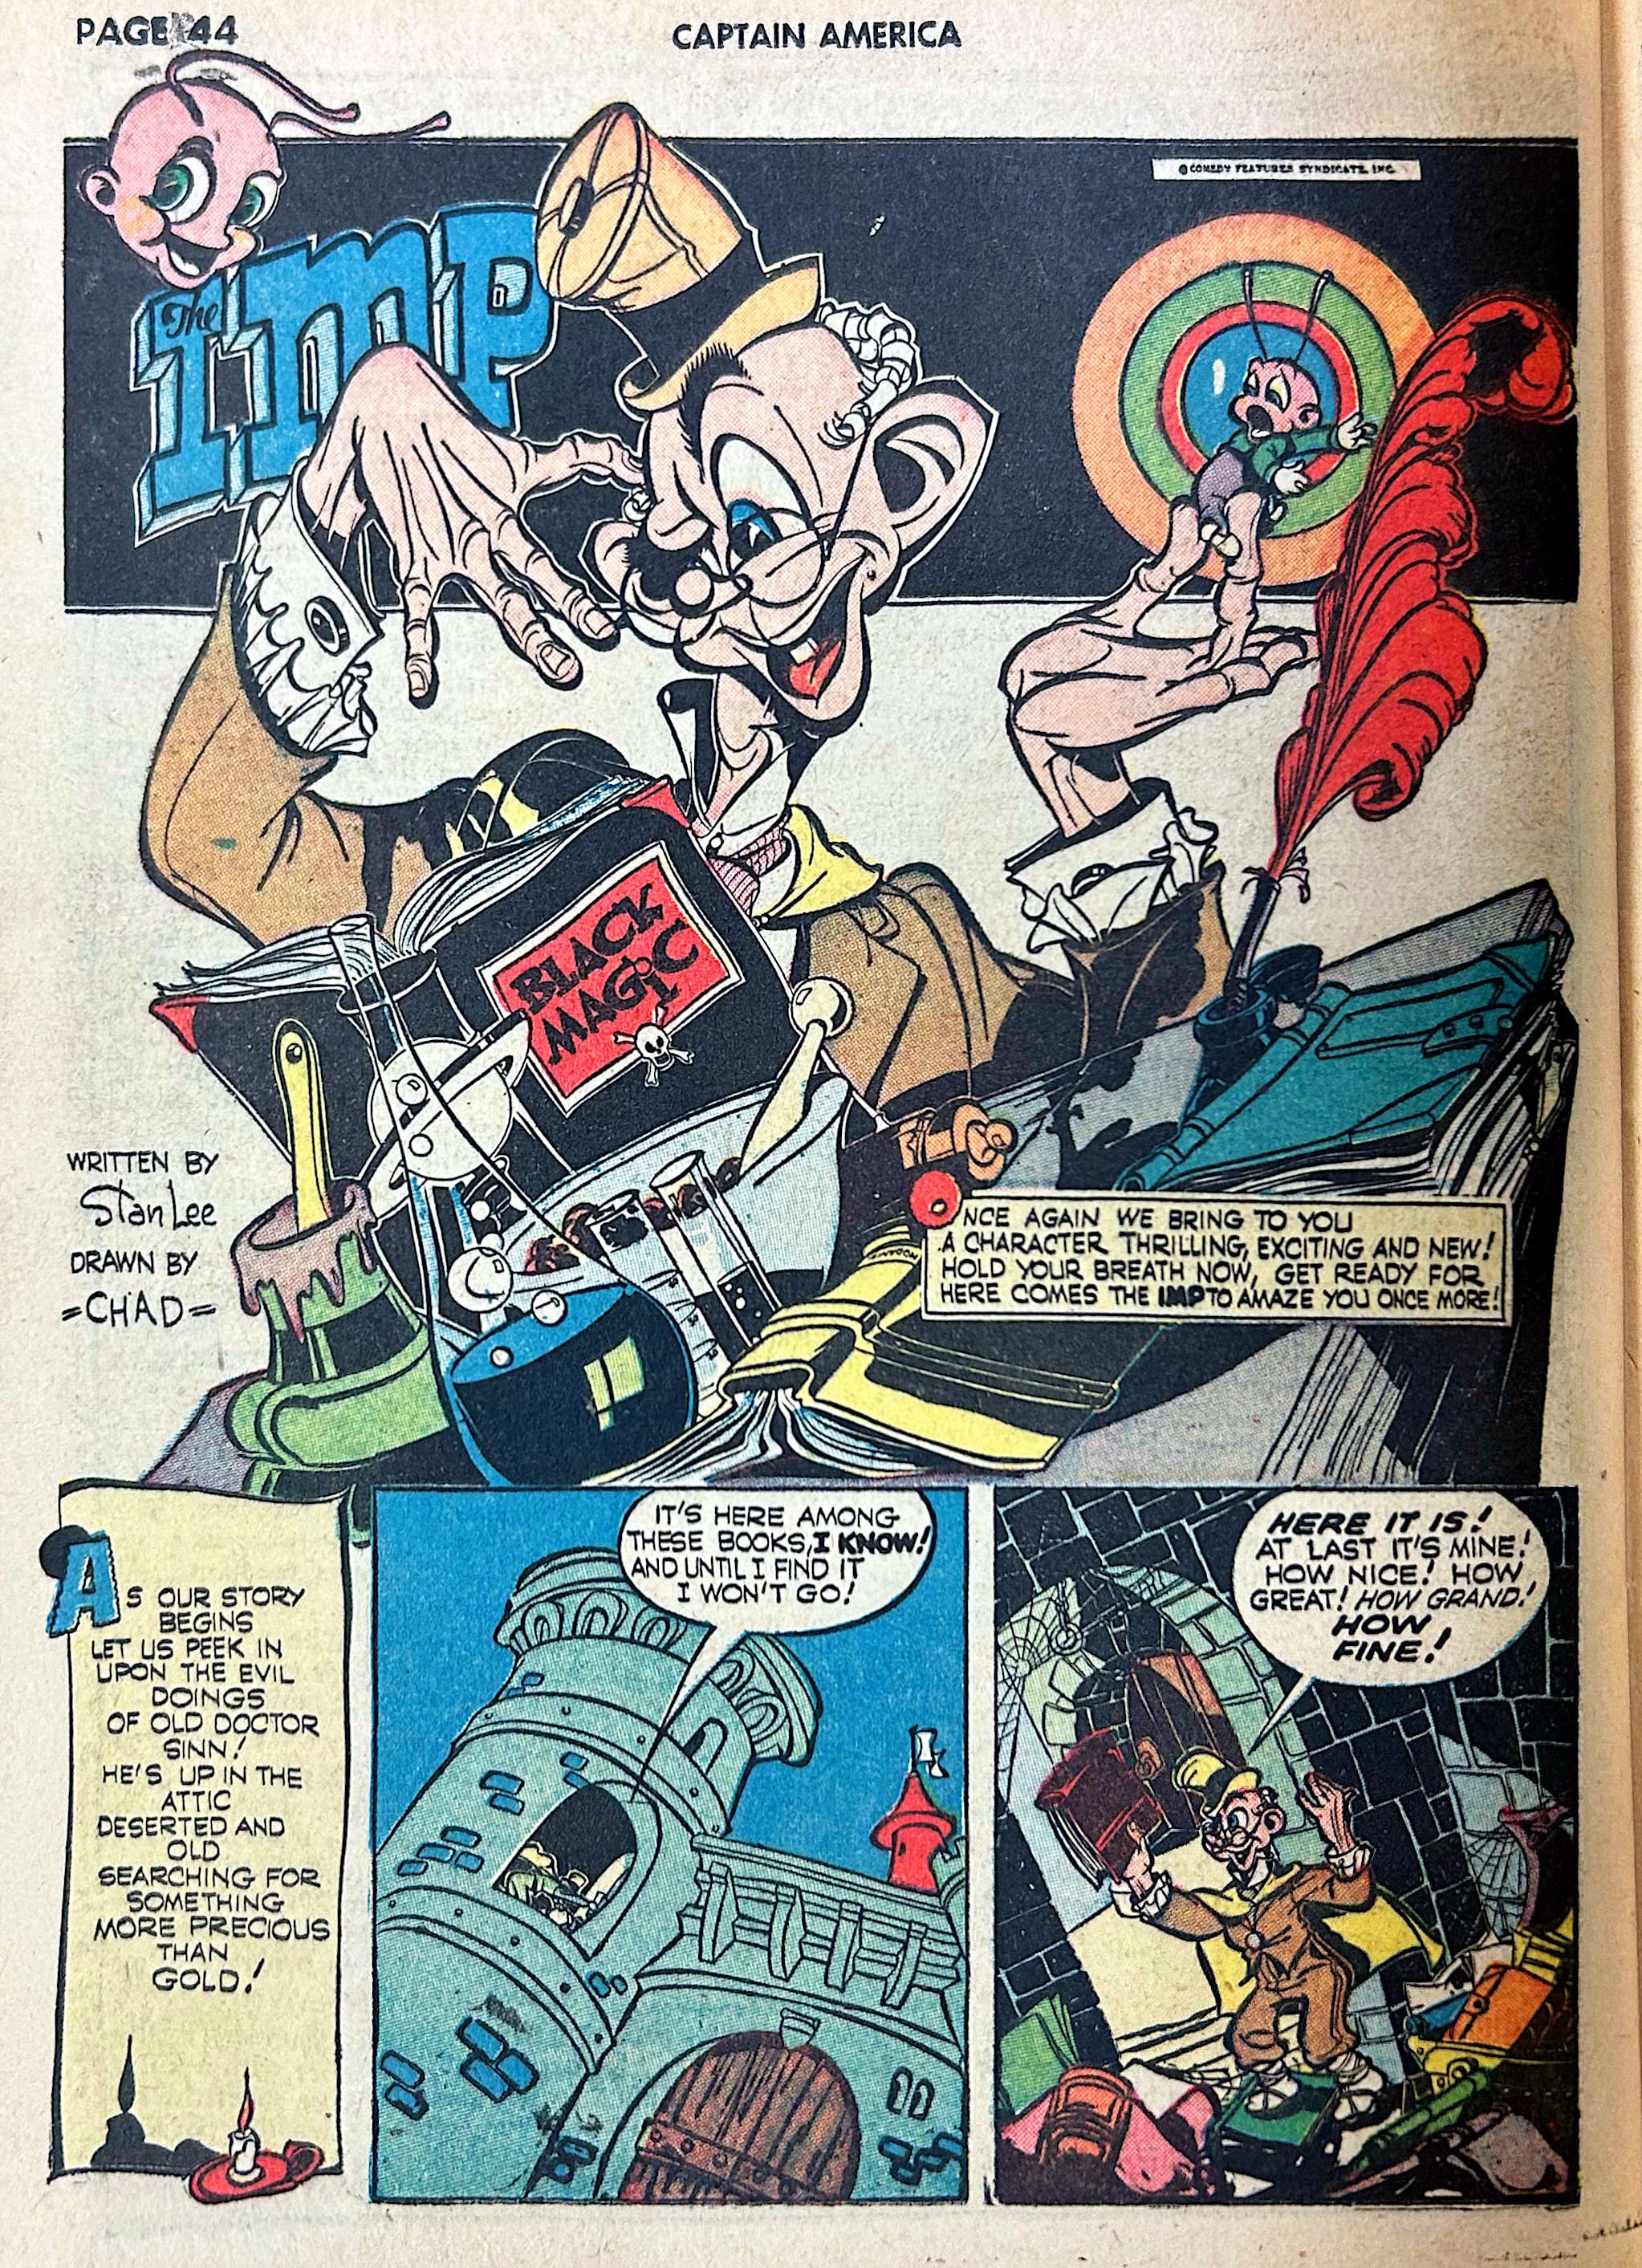 PAGE 44
CAPTAIN AMERICA
© COMEDY FEATURES SYNDICATE, INC.
The
IMP
BLACK
MAGIC
WRITTEN BY
Stan Lee
DRAWN BY
=CHAD=
ONCE AGAIN WE BRING TO YOU
A CHARACTER THRILLING, EXCITING AND NEW!
HOLD YOUR BREATH NOW, GET READY FOR
HERE COMES THE IMP TO AMAZE YOU ONCE MORE!
AS OUR STORY
BEGINS
LET US PEEK IN
UPON THE EVIL
DOINGS
OF OLD DOCTOR
SINN!
HE'S UP IN THE
ATTIC
DESERTED AND
OLD
SEARCHING FOR
SOMETHING
MORE PRECIOUS
THAN
GOLD!
IT'S HERE AMONG
THESE BOOKS, I KNOW!
AND UNTIL I FIND IT
I WON'T GO!
HERE IT IS!
AT LAST IT'S MINE!
HOW NICE! HOW
GREAT! HOW GRAND!
HOW
FINE!